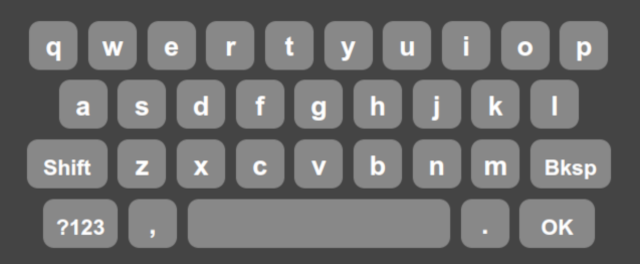 q w e r t y u i o p
a s d f g h j k l
Shift z x c v b n m Bksp
?123 , . OK